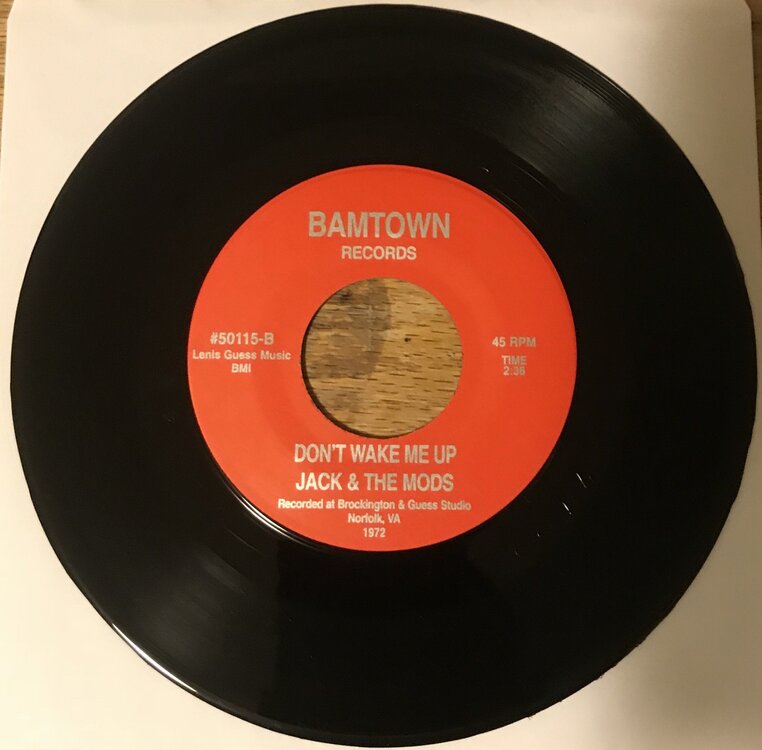 BAMTOWN
RECORDS
#50115-B
Lenis Guess Music
BMI
45 RPM
TIME
2:36
DON'T WAKE ME UP
JACK & THE MODS
Recorded at Brockington & Guess Studio
Norfolk, VA
1972